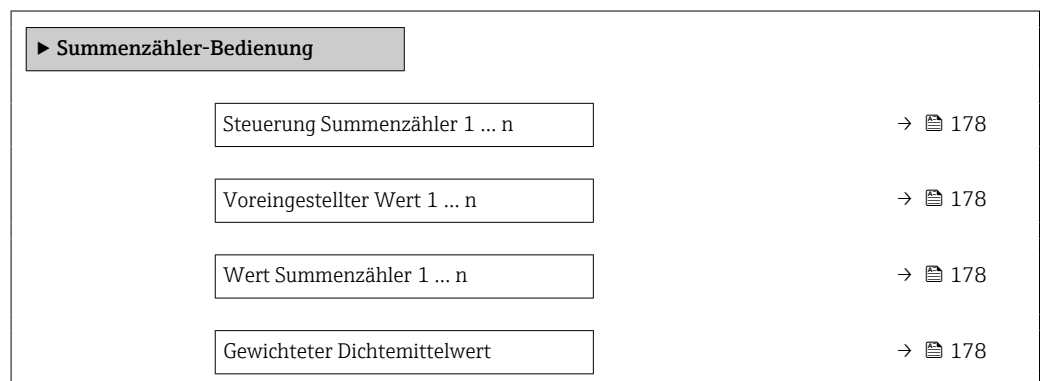 ▶ Summenzähler-Bedienung
Steuerung Summenzähler 1 … n → 178
Voreingestellter Wert 1 … n → 178
Wert Summenzähler 1 … n → 178
Gewichteter Dichtemittelwert → 178